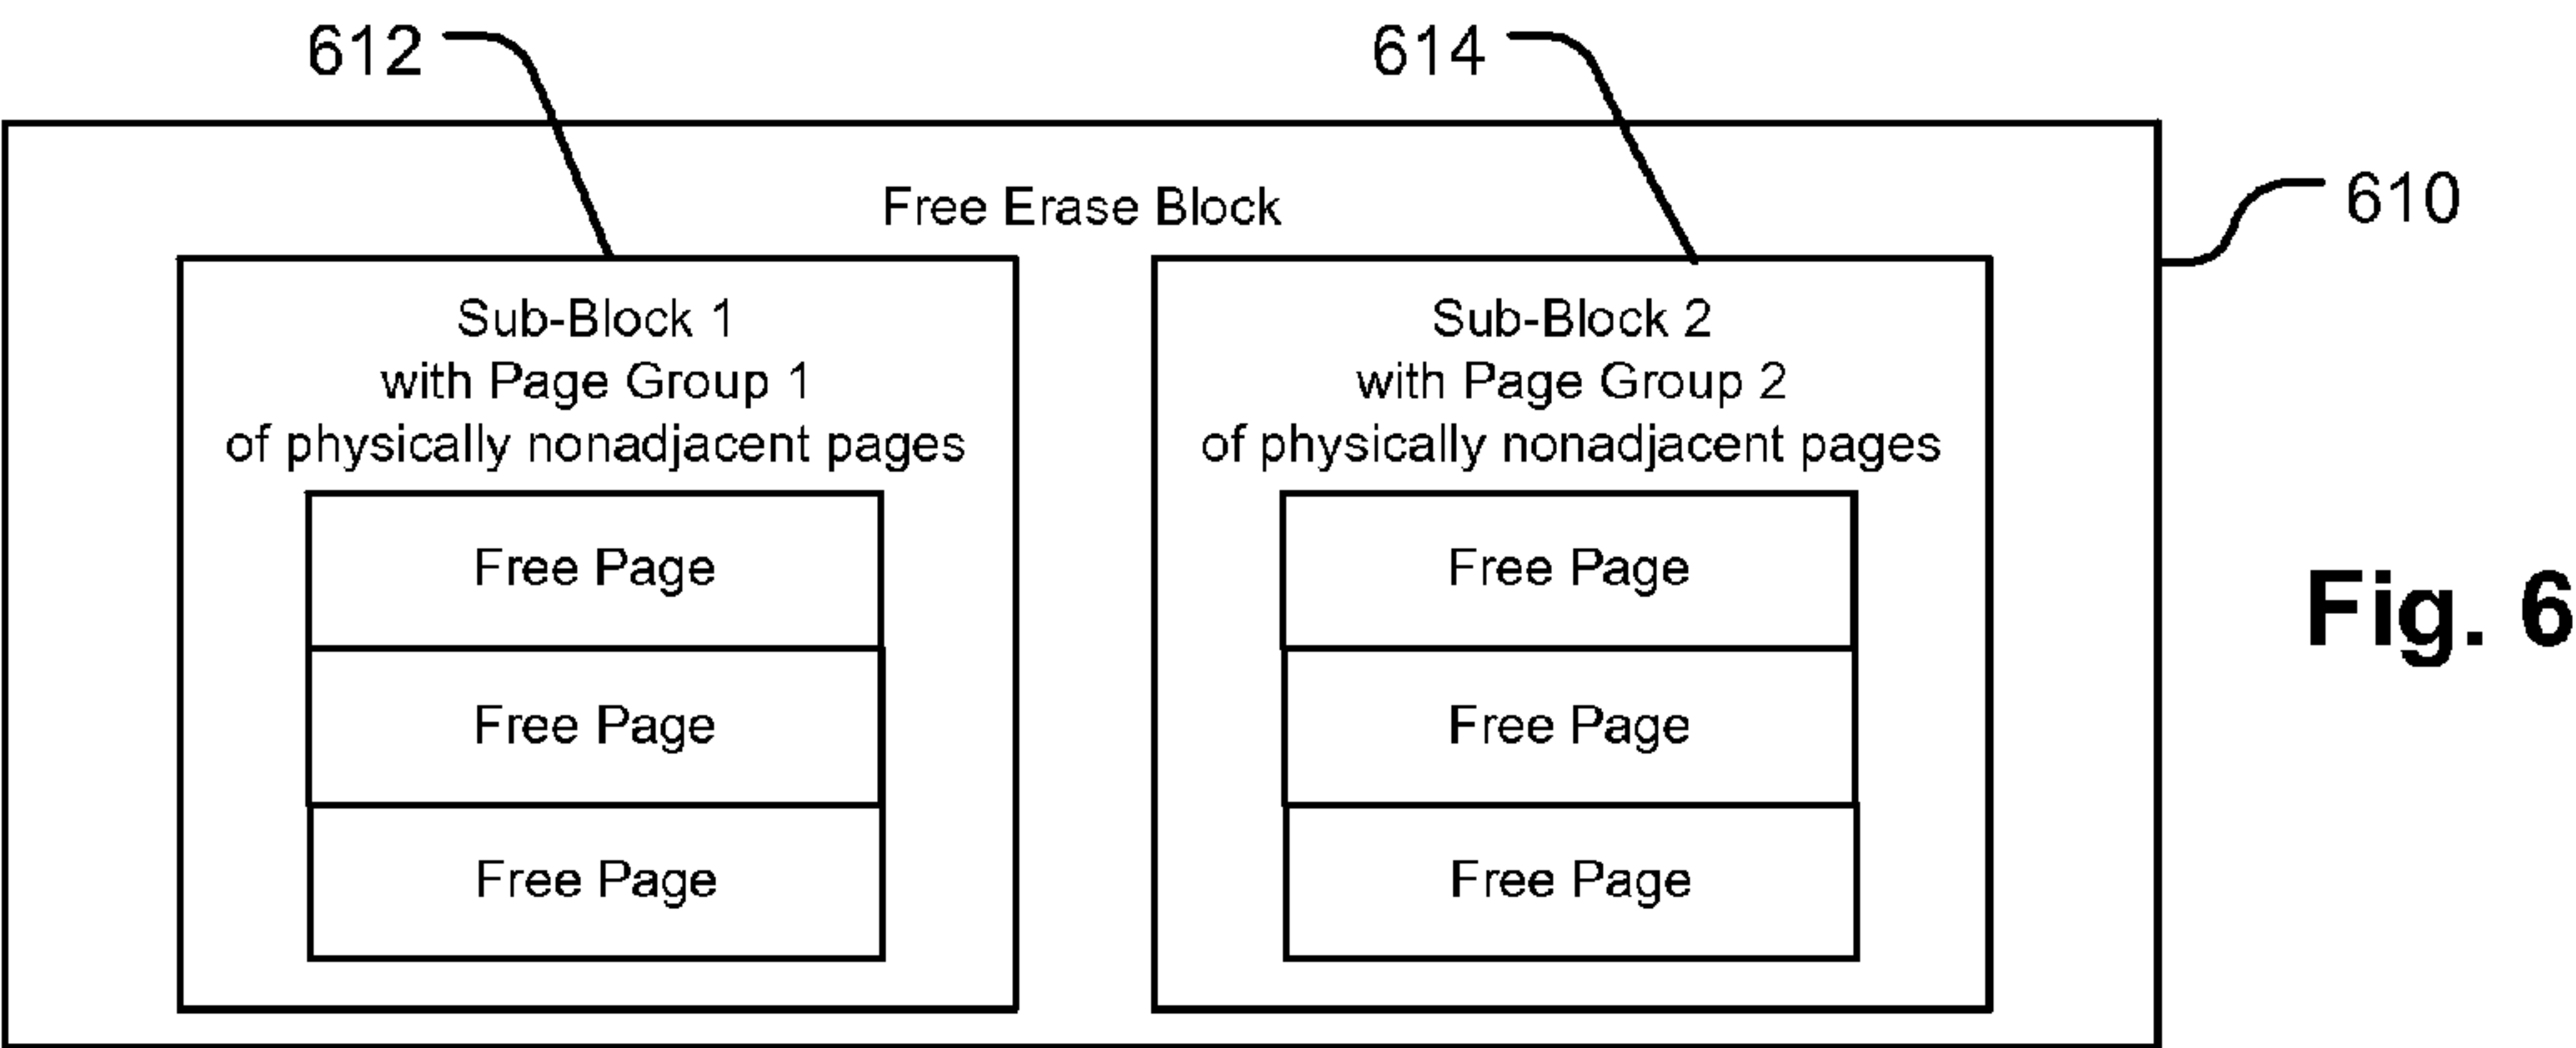 612
614
Free Erase Block
610
Sub-Block 1
with Page Group 1
of physically nonadjacent pages
Free Page
Free Page
Free Page
Sub-Block 2
with Page Group 2
of physically nonadjacent pages
Free Page
Free Page
Free Page
Fig. 6